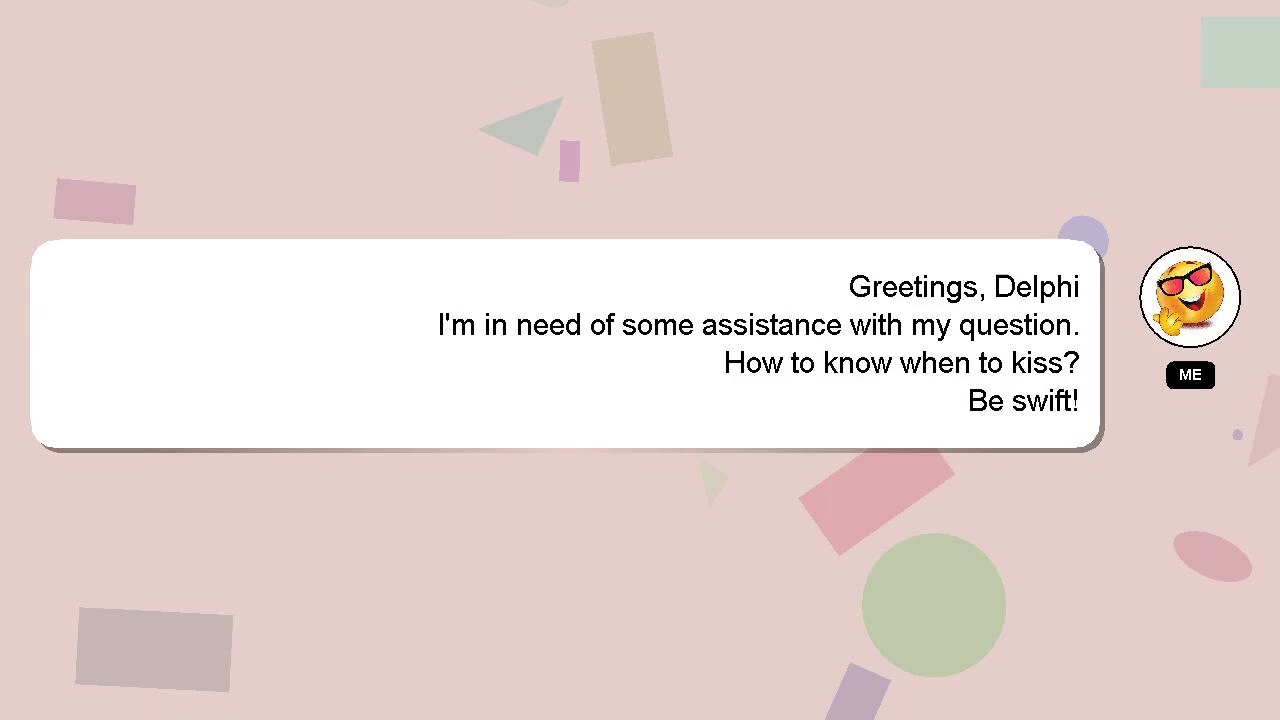 Greetings, Delphi
I'm in need of some assistance with my question.
How to know when to kiss?
Be swift!
ME